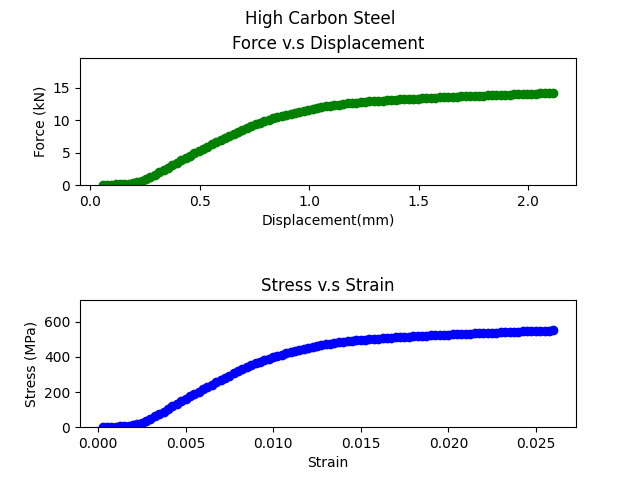 High Carbon Steel
Force v.s Displacement
15
10
5
0
Force (kN)
0.0 0.5 1.0 1.5 2.0
Displacement(mm)
Stress v.s Strain
600
400
200
0
Stress (MPa)
0.000 0.005 0.010 0.015 0.020 0.025
Strain